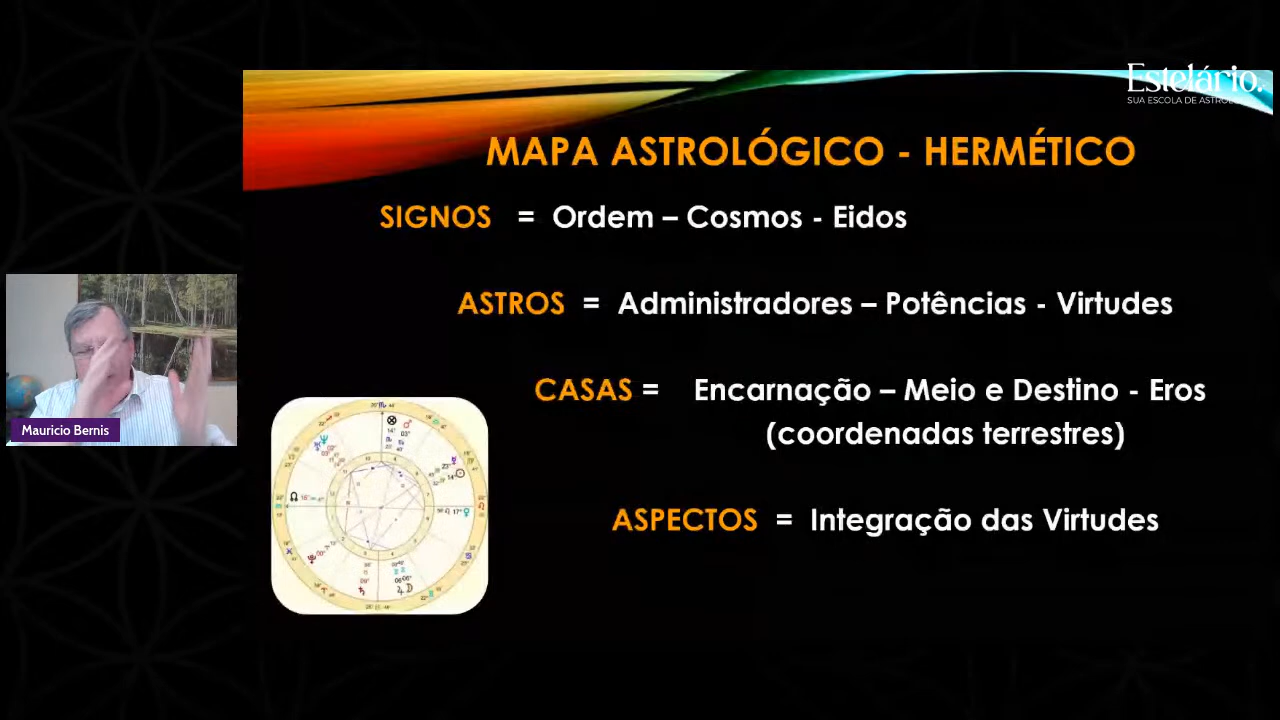 Estelário.
SUA ESCOLA DE ASTROLOGIA
MAPA ASTROLÓGICO - HERMÉTICO
SIGNOS = Ordem – Cosmos - Eidos
ASTROS = Administradores – Potências - Virtudes
CASAS = Encarnação – Meio e Destino - Eros
(coordenadas terrestres)
Mauricio Bernis
ASPECTOS = Integração das Virtudes